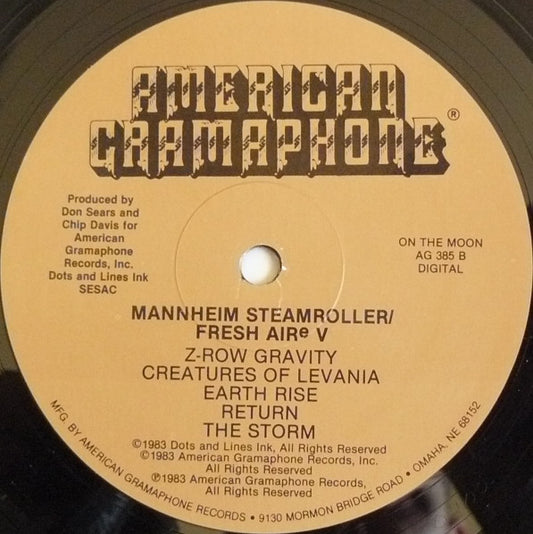 AMERICAN
GRAMAPHONE ®
Produced by
Don Sears and
Chip Davis for
American
Gramaphone
Records, Inc.
Dots and Lines Ink
SESAC
ON THE MOON
AG 385 B
DIGITAL
MANNHEIM STEAMROLLER/
FRESH AIRe V
Z-ROW GRAVITY
CREATURES OF LEVANIA
EARTH RISE
RETURN
THE STORM
©1983 Dots and Lines Ink, All Rights Reserved
©1983 American Gramaphone Records, Inc.
All Rights Reserved
℗1983 American Gramaphone Records,
All Rights Reserved
MFG. BY AMERICAN GRAMAPHONE RECORDS • 9130 MORMON BRIDGE ROAD • OMAHA, NE 68152